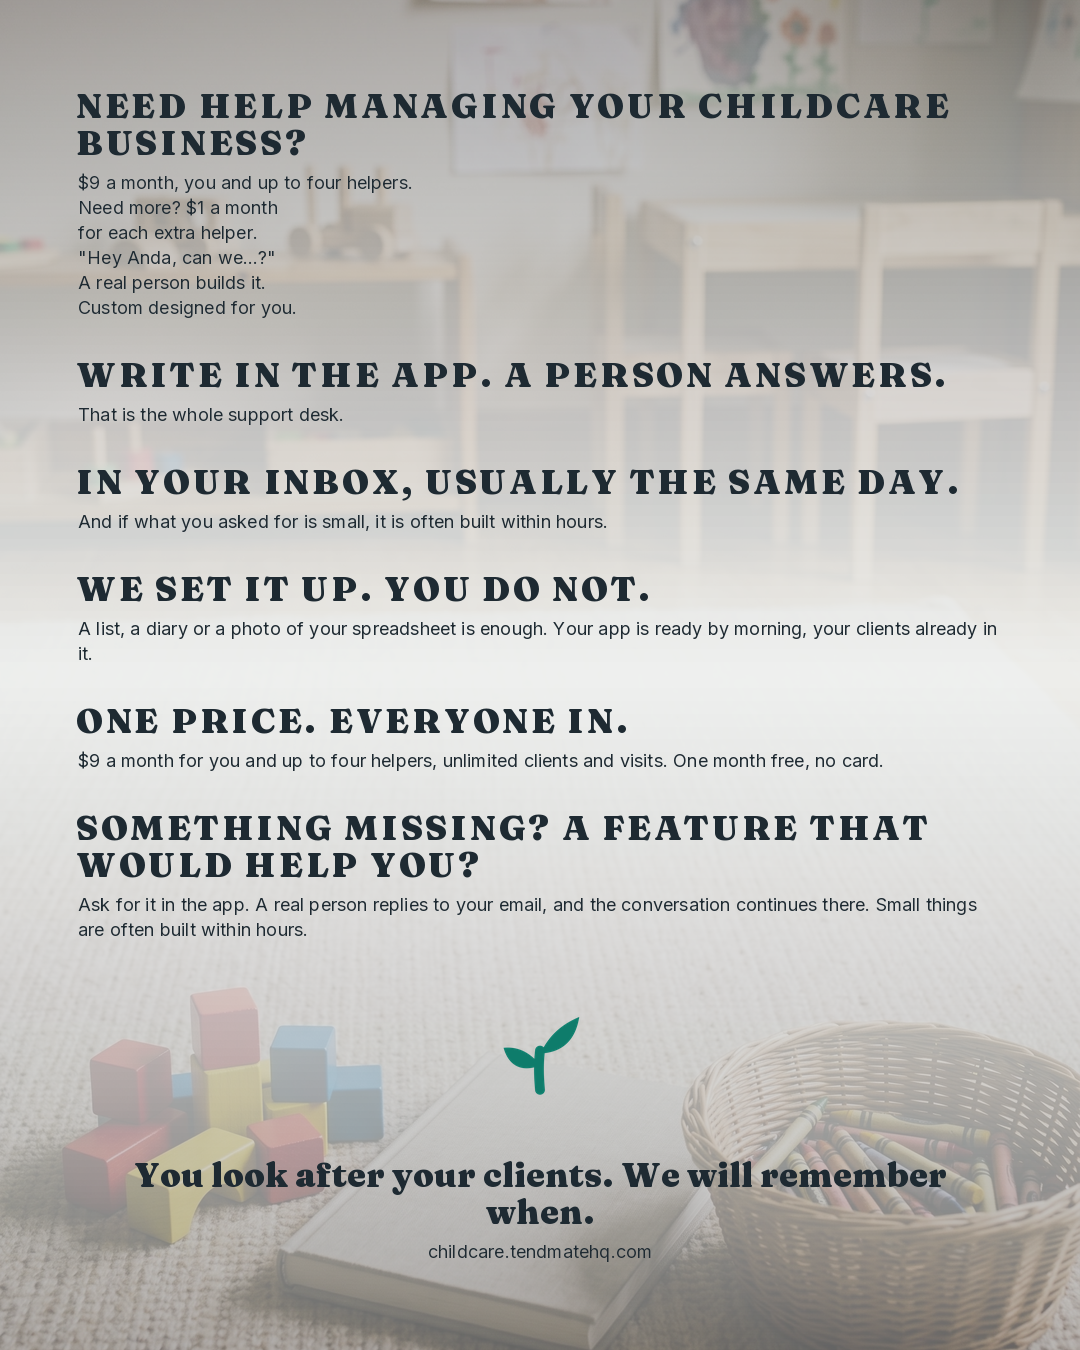 NEED HELP MANAGING YOUR CHILDCARE
BUSINESS?
$9 a month, you and up to four helpers.
Need more? $1 a month
for each extra helper.
"Hey Anda, can we...?"
A real person builds it.
Custom designed for you.
WRITE IN THE APP. A PERSON ANSWERS.
That is the whole support desk.
IN YOUR INBOX, USUALLY THE SAME DAY.
And if what you asked for is small, it is often built within hours.
WE SET IT UP. YOU DO NOT.
A list, a diary or a photo of your spreadsheet is enough. Your app is ready by morning, your clients already in
it.
ONE PRICE. EVERYONE IN.
$9 a month for you and up to four helpers, unlimited clients and visits. One month free, no card.
SOMETHING MISSING? A FEATURE THAT
WOULD HELP YOU?
Ask for it in the app. A real person replies to your email, and the conversation continues there. Small things
are often built within hours.
You look after your clients. We will remember
when.
childcare.tendmatehq.com